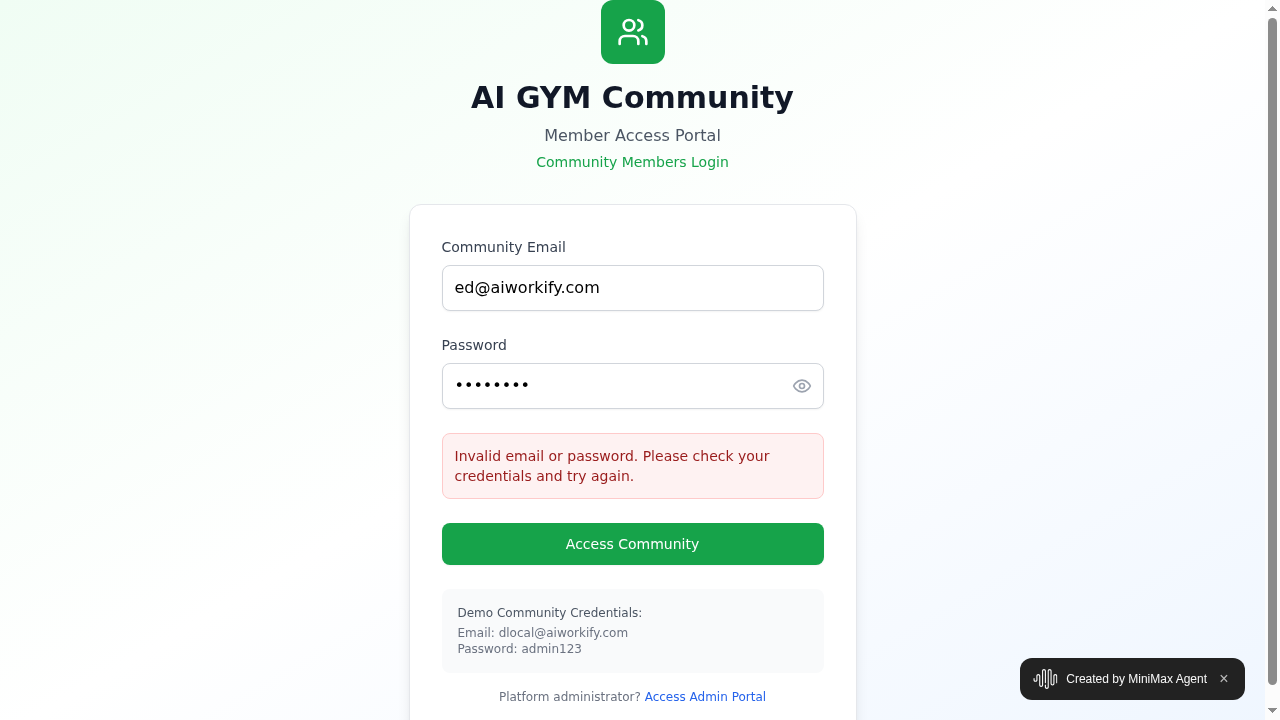 AI GYM Community
Member Access Portal
Community Members Login
Community Email
ed@aiworkify.com
Password
••••••••
Invalid email or password. Please check your
credentials and try again.
Access Community
Demo Community Credentials:
Email: dlocal@aiworkify.com
Password: admin123
Platform administrator? Access Admin Portal
Created by MiniMax Agent ×